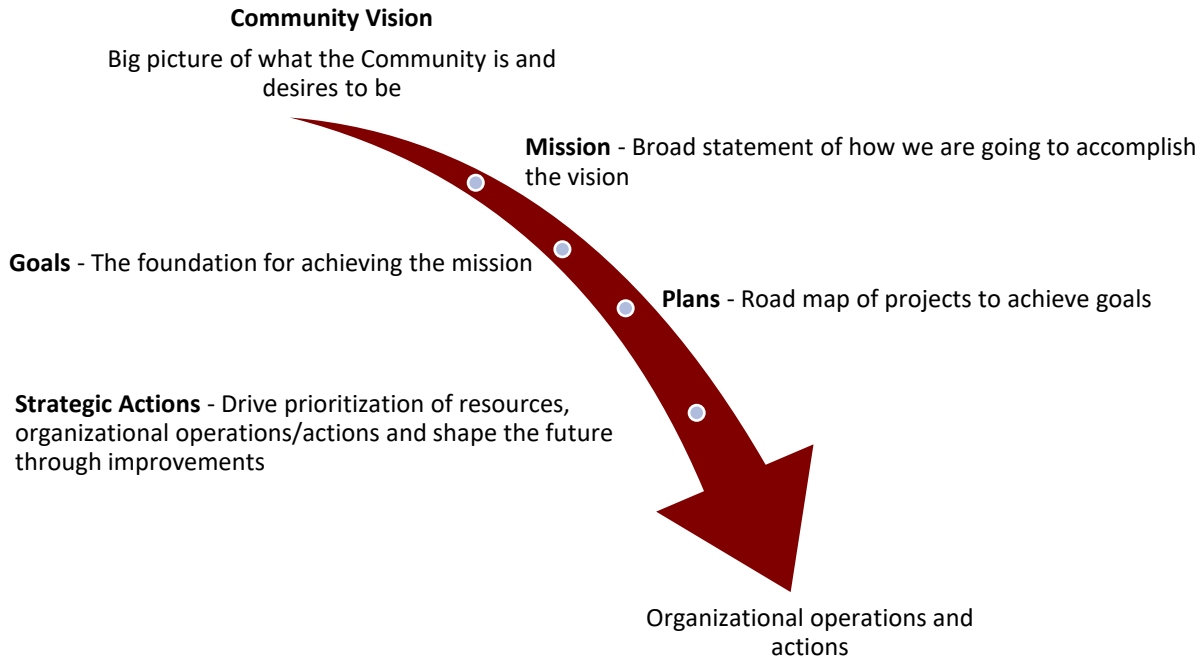 Community Vision
Big picture of what the Community is and
desires to be
Mission - Broad statement of how we are going to accomplish
the vision
Goals - The foundation for achieving the mission
Plans - Road map of projects to achieve goals
Strategic Actions - Drive prioritization of resources,
organizational operations/actions and shape the future
through improvements
Organizational operations and
actions